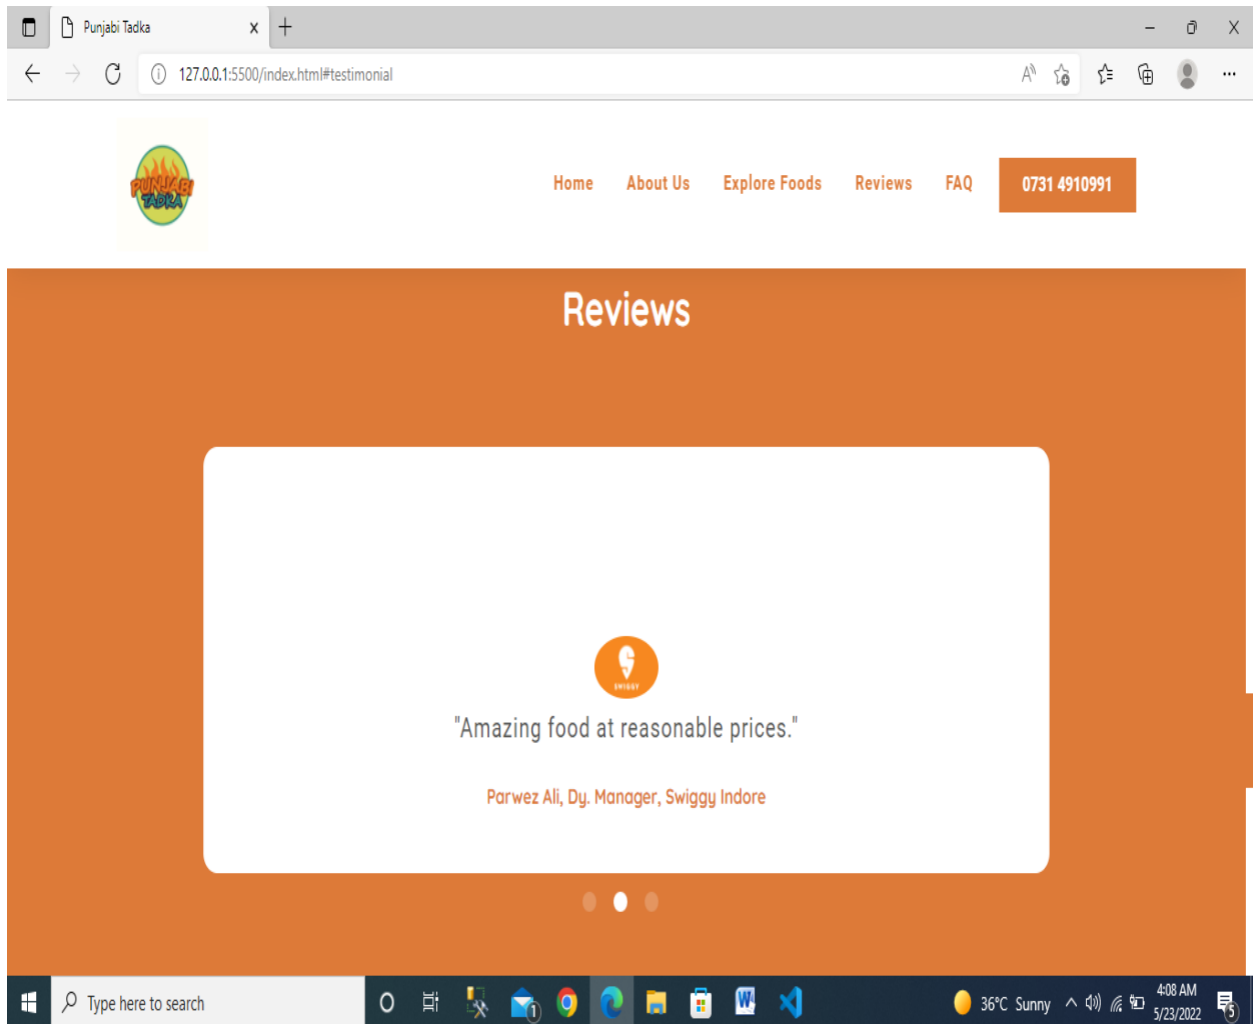 Punjabi Tadka
127.0.0.1:5500/index.html#testimonial
PUNJABI
TADKA
Home About Us Explore Foods Reviews FAQ 0731 4910991
Reviews
SWIGGY
"Amazing food at reasonable prices."
Parwez Ali, Dy. Manager, Swiggy Indore
Type here to search
1
W
36°C Sunny
4:08 AM
5/23/2022
5